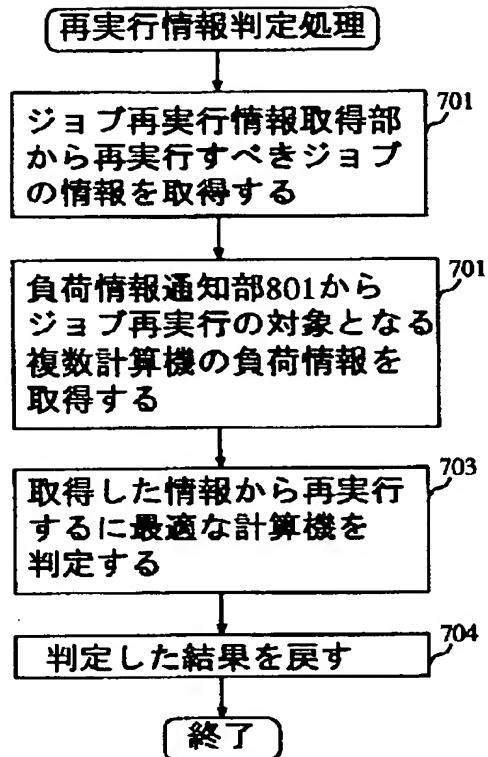 再実行情報判定処理
701
ジョブ再実行情報取得部
から再実行すべきジョブ
の情報を取得する
701
負荷情報通知部801から
ジョブ再実行の対象となる
複数計算機の負荷情報を
取得する
703
取得した情報から再実行
するに最適な計算機を
判定する
704
判定した結果を戻す
終了